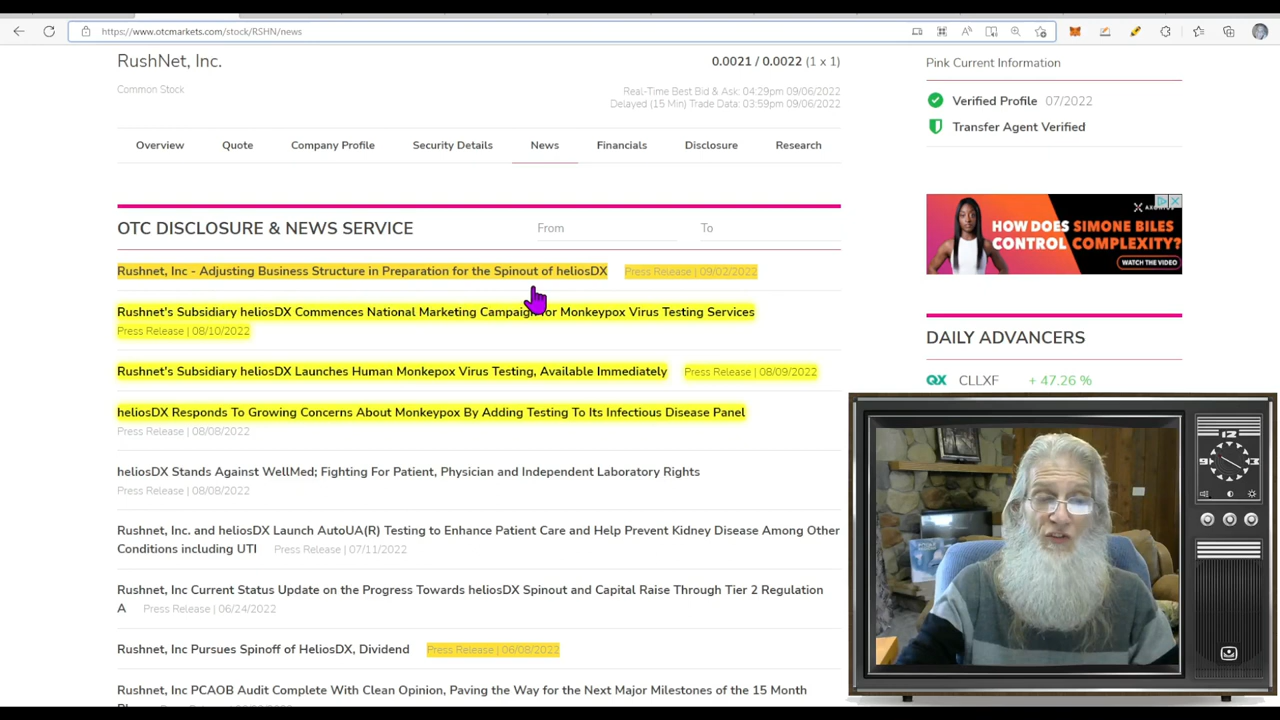 https://www.otcmarkets.com/stock/RSHN/news
RushNet, Inc.
0.0021 / 0.0022 (1 x 1)
Common Stock
Real-Time Best Bid & Ask: 04:29pm 09/06/2022
Delayed (15 Min) Trade Data: 03:59pm 09/06/2022
Overview Quote Company Profile Security Details News Financials Disclosure Research
OTC DISCLOSURE & NEWS SERVICE From To
Rushnet, Inc - Adjusting Business Structure in Preparation for the Spinout of heliosDX Press Release | 09/02/2022
Rushnet's Subsidiary heliosDX Commences National Marketing Campaign for Monkeypox Virus Testing Services
Press Release | 08/10/2022
Rushnet's Subsidiary heliosDX Launches Human Monkepox Virus Testing, Available Immediately Press Release | 08/09/2022
heliosDX Responds To Growing Concerns About Monkeypox By Adding Testing To Its Infectious Disease Panel
Press Release | 08/08/2022
heliosDX Stands Against WellMed; Fighting For Patient, Physician and Independent Laboratory Rights
Press Release | 08/08/2022
Rushnet, Inc. and heliosDX Launch AutoUA(R) Testing to Enhance Patient Care and Help Prevent Kidney Disease Among Other
Conditions including UTI Press Release | 07/11/2022
Rushnet, Inc Current Status Update on the Progress Towards heliosDX Spinout and Capital Raise Through Tier 2 Regulation
A Press Release | 06/24/2022
Rushnet, Inc Pursues Spinoff of HeliosDX, Dividend Press Release | 06/08/2022
Rushnet, Inc PCAOB Audit Complete With Clean Opinion, Paving the Way for the Next Major Milestones of the 15 Month
Pink Current Information
Verified Profile 07/2022
Transfer Agent Verified
HOW DOES SIMONE BILES
CONTROL COMPLEXITY?
WATCH THE VIDEO
DAILY ADVANCERS
QX CLLXF + 47.26 %
12
9 3